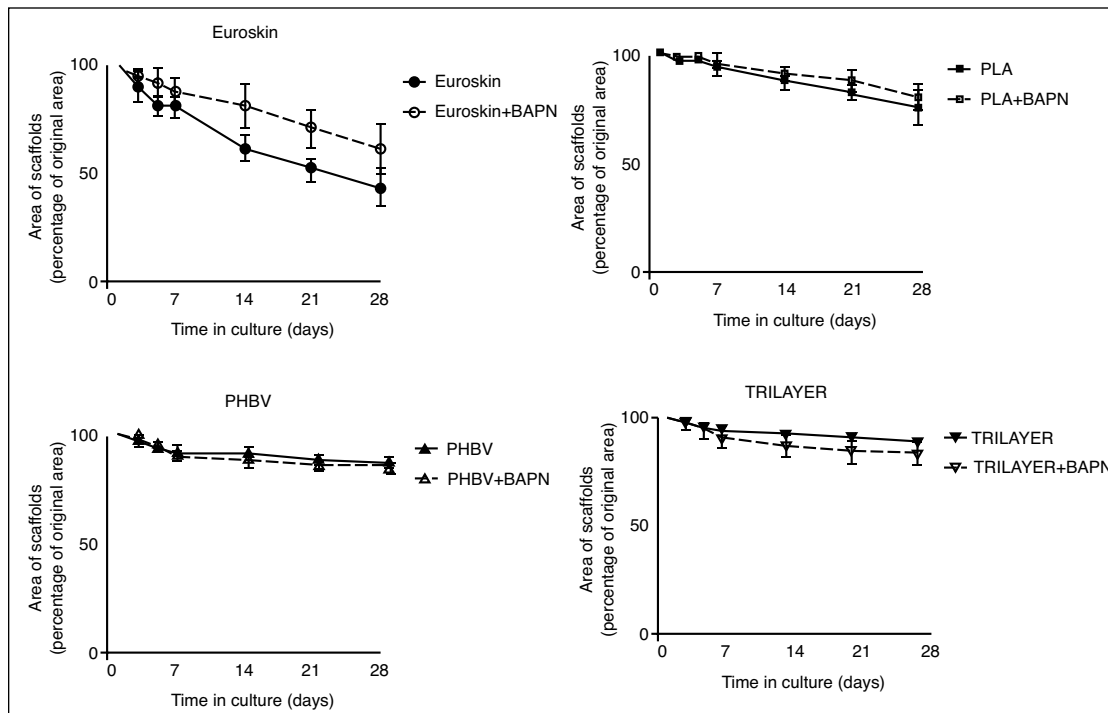 Euroskin
Area of scaffolds
(percentage of original area)
100
50
0
0
7
14
21
28
Time in culture (days)
Euroskin
Euroskin+BAPN
Area of scaffolds
(percentage of original area)
100
50
0
0
7
14
21
28
Time in culture (days)
PLA
PLA+BAPN
PHBV
Area of scaffolds
(percentage of original area)
100
50
0
0
7
14
21
28
Time in culture (days)
PHBV
PHBV+BAPN
TRILAYER
Area of scaffolds
(percentage of original area)
100
50
0
0
7
14
21
28
Time in culture (days)
TRILAYER
TRILAYER+BAPN